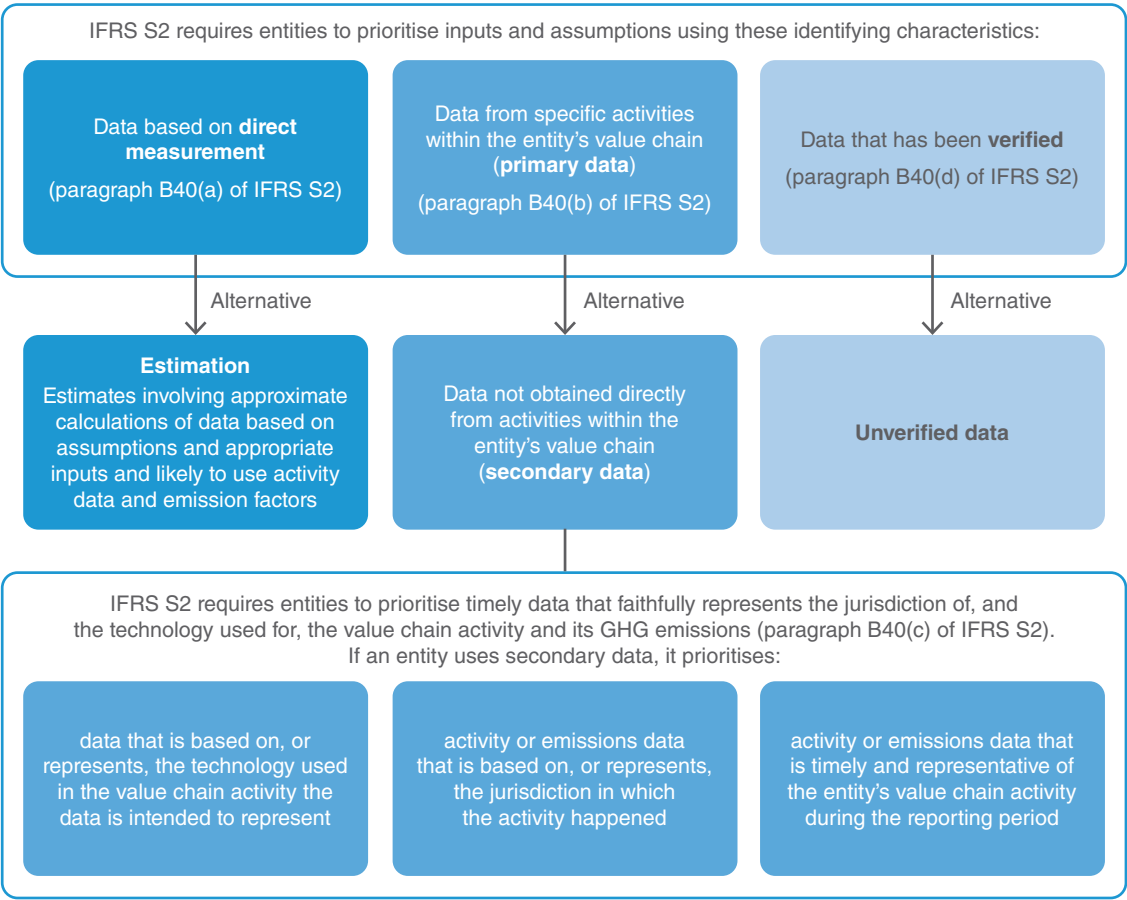 IFRS S2 requires entities to prioritise inputs and assumptions using these identifying characteristics:
Data based on direct
measurement
(paragraph B40(a) of IFRS S2)
Data from specific activities
within the entity's value chain
(primary data)
(paragraph B40(b) of IFRS S2)
Data that has been verified
(paragraph B40(d) of IFRS S2)
Alternative
Alternative
Alternative
Estimation
Estimates involving approximate
calculations of data based on
assumptions and appropriate
inputs and likely to use activity
data and emission factors
Data not obtained directly
from activities within the
entity's value chain
(secondary data)
Unverified data
IFRS S2 requires entities to prioritise timely data that faithfully represents the jurisdiction of, and
the technology used for, the value chain activity and its GHG emissions (paragraph B40(c) of IFRS S2).
If an entity uses secondary data, it prioritises:
data that is based on, or
represents, the technology used
in the value chain activity the
data is intended to represent
activity or emissions data
that is based on, or represents,
the jurisdiction in which
the activity happened
activity or emissions data that
is timely and representative of
the entity's value chain activity
during the reporting period